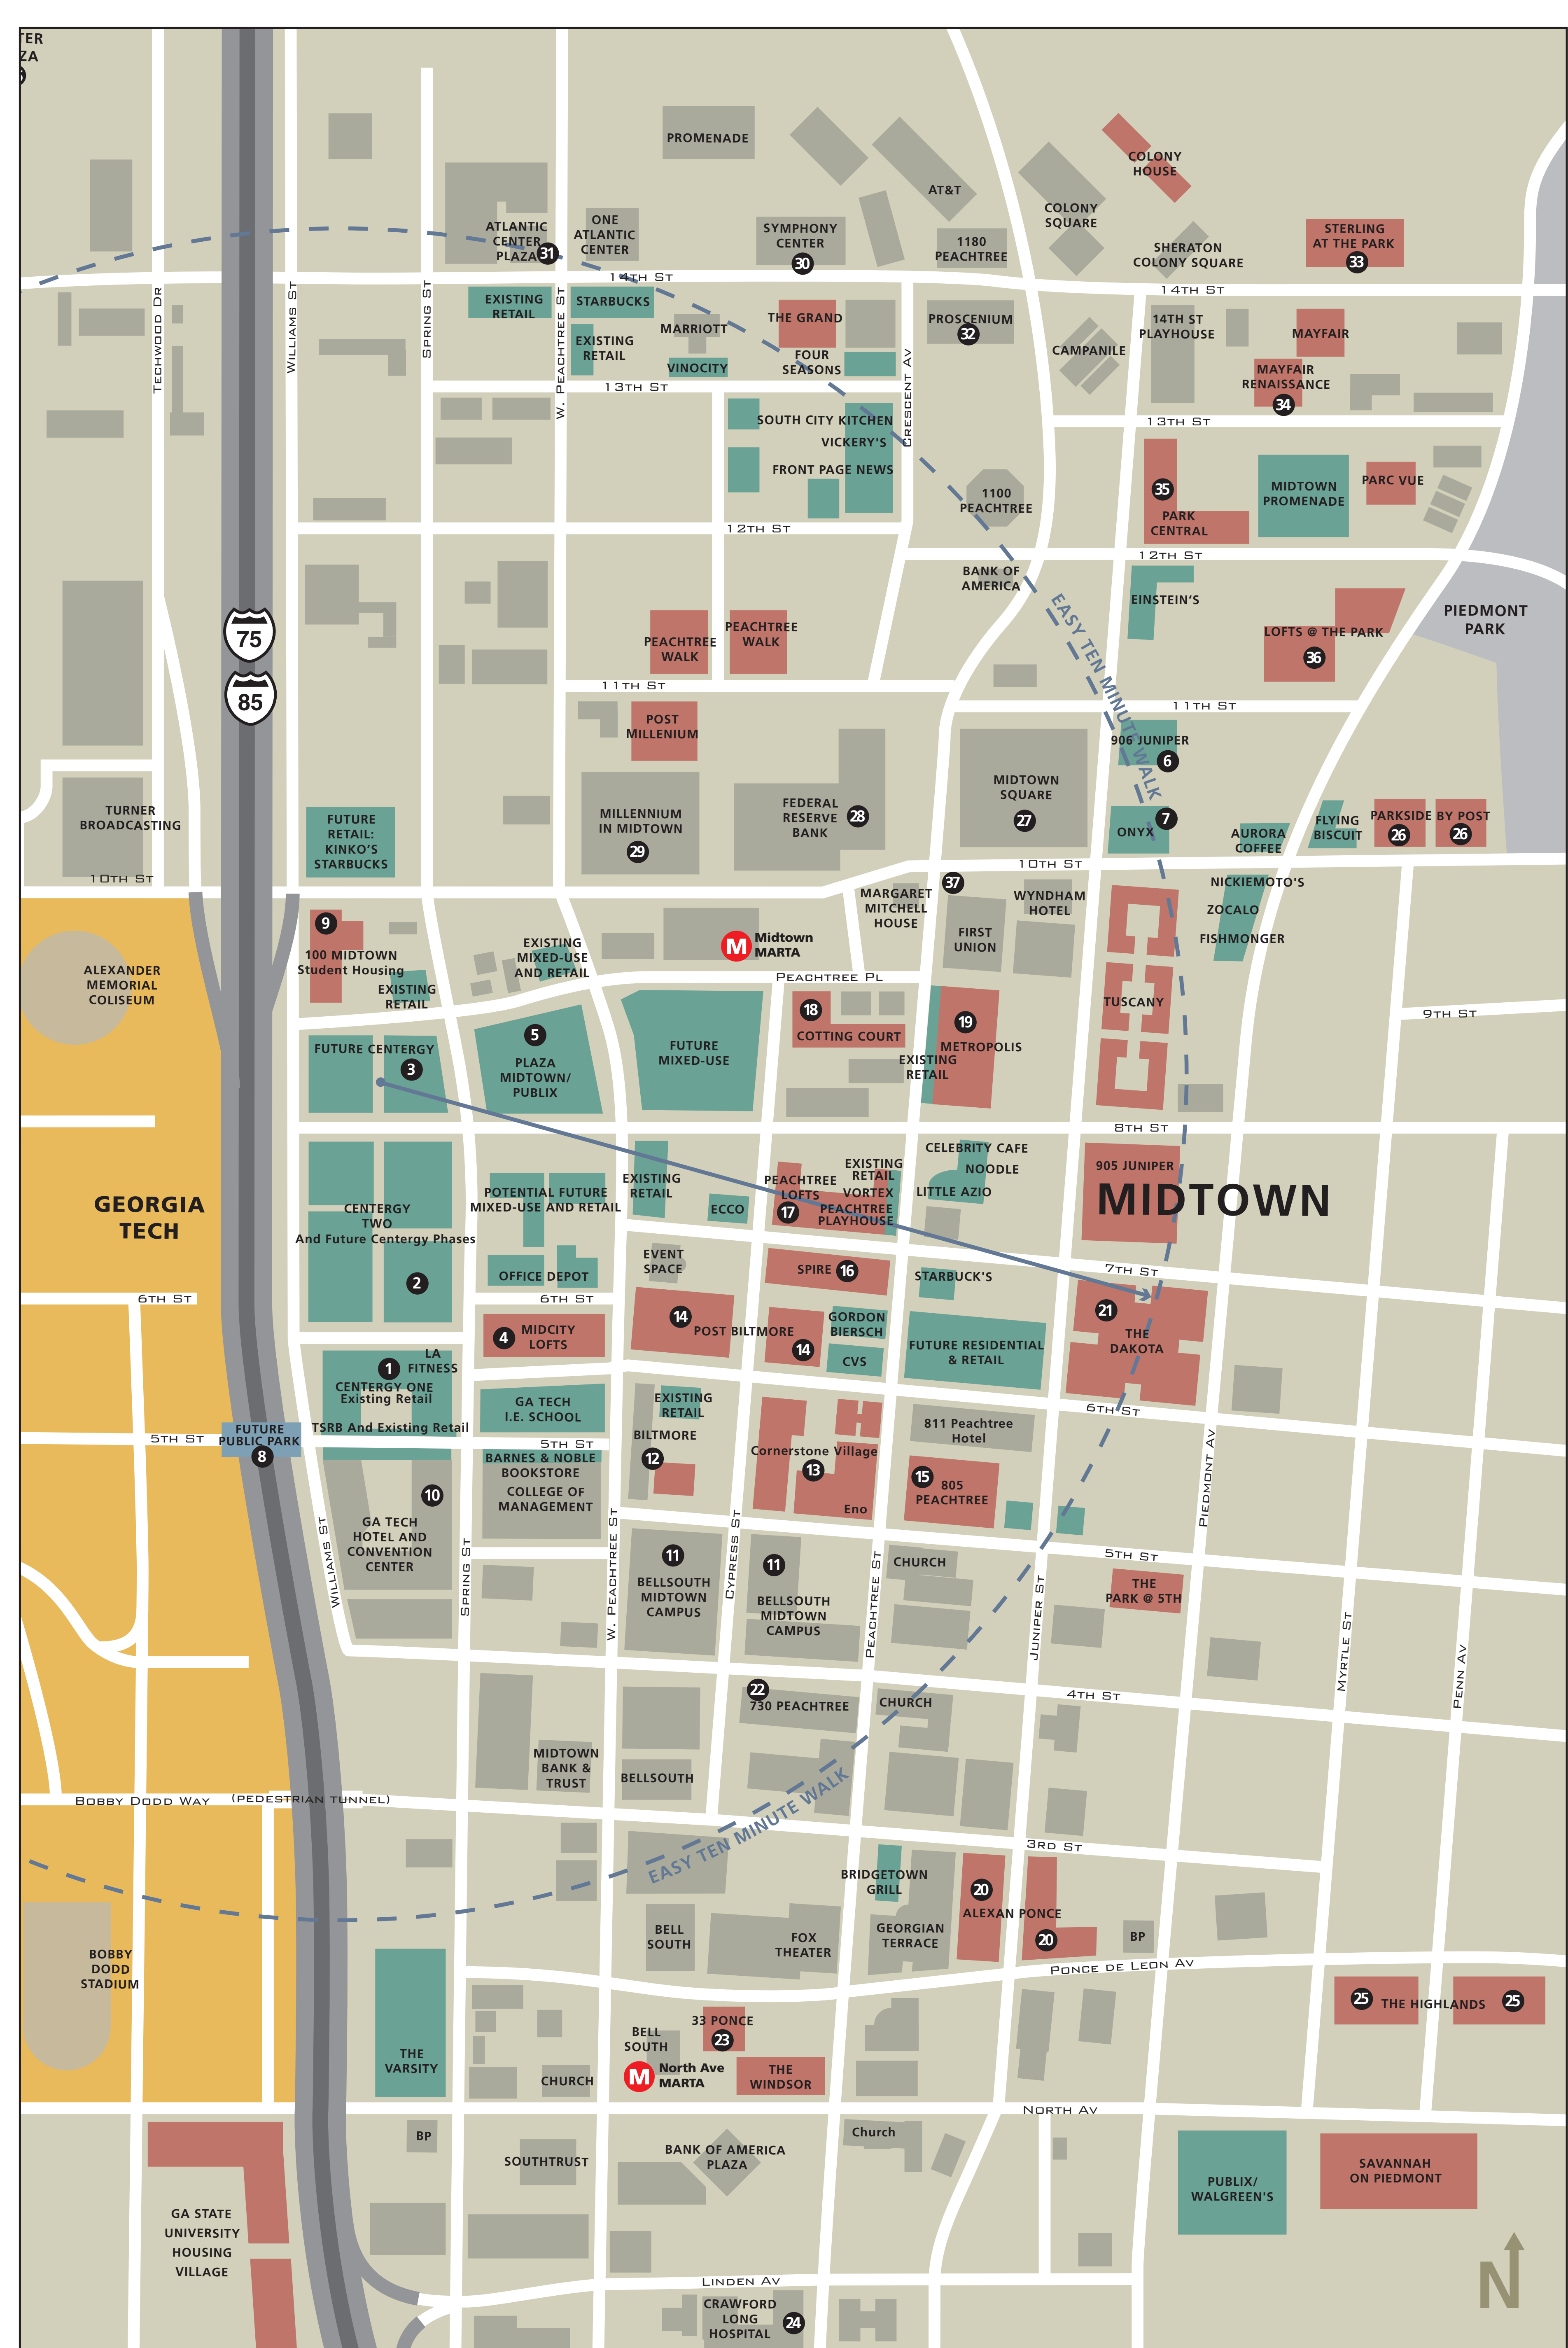 TER
ZA
PROMENADE
COLONY
HOUSE
AT&T
ATLANTIC
CENTER
PLAZA 31
ONE
ATLANTIC
CENTER
SYMPHONY
CENTER
30
1180
PEACHTREE
COLONY
SQUARE
SHERATON
COLONY SQUARE
STERLING
AT THE PARK
33
14TH ST
14TH ST
TECHWOOD DR
WILLIAMS ST
SPRING ST
W. PEACHTREE ST
CRESCENT AV
EXISTING
RETAIL
STARBUCKS
EXISTING
RETAIL
MARRIOTT
VINOCITY
THE GRAND
FOUR
SEASONS
PROSCENIUM
32
CAMPANILE
14TH ST
PLAYHOUSE
MAYFAIR
MAYFAIR
RENAISSANCE
34
13TH ST
13TH ST
SOUTH CITY KITCHEN
VICKERY'S
FRONT PAGE NEWS
1100
PEACHTREE
35
PARK
CENTRAL
MIDTOWN
PROMENADE
PARC VUE
12TH ST
12TH ST
BANK OF
AMERICA
EINSTEIN'S
EASY TEN MINUTE WALK
PIEDMONT
PARK
75
85
PEACHTREE
WALK
PEACHTREE
WALK
LOFTS @ THE PARK
36
11TH ST
11TH ST
POST
MILLENIUM
906 JUNIPER
6
TURNER
BROADCASTING
FUTURE
RETAIL:
KINKO'S
STARBUCKS
MILLENNIUM
IN MIDTOWN
29
FEDERAL
RESERVE
BANK
28
MIDTOWN
SQUARE
27
ONYX
7
AURORA
COFFEE
FLYING
BISCUIT
PARKSIDE BY POST
26
26
10TH ST
10TH ST
9
100 MIDTOWN
Student Housing
EXISTING
RETAIL
EXISTING
MIXED-USE
AND RETAIL
M Midtown
MARTA
MARGARET
MITCHELL
HOUSE
37
FIRST
UNION
WYNDHAM
HOTEL
NICKIEMOTO'S
ZOCALO
FISHMONGER
ALEXANDER
MEMORIAL
COLISEUM
PEACHTREE PL
TUSCANY
9TH ST
FUTURE CENTERGY
3
5
PLAZA
MIDTOWN/
PUBLIX
FUTURE
MIXED-USE
18
COTTING COURT
19
METROPOLIS
EXISTING
RETAIL
8TH ST
GEORGIA
TECH
CENTERGY
TWO
And Future Centergy Phases
2
POTENTIAL FUTURE
MIXED-USE AND RETAIL
OFFICE DEPOT
EXISTING
RETAIL
ECCO
PEACHTREE
LOFTS
17
EXISTING
RETAIL
VORTEX
PEACHTREE
PLAYHOUSE
CELEBRITY CAFE
NOODLE
LITTLE AZIO
905 JUNIPER
MIDTOWN
EVENT
SPACE
SPIRE 16
STARBUCK'S
7TH ST
6TH ST
6TH ST
4
MIDCITY
LOFTS
14
POST BILTMORE
14
GORDON
BIERSCH
CVS
FUTURE RESIDENTIAL
& RETAIL
21
THE
DAKOTA
1
LA
FITNESS
CENTERGY ONE
Existing Retail
TSRB And Existing Retail
GA TECH
I.E. SCHOOL
EXISTING
RETAIL
6TH ST
FUTURE
PUBLIC PARK
8
5TH ST
5TH ST
BILTMORE
12
Cornerstone Village
13
Eno
811 Peachtree
Hotel
15
805
PEACHTREE
PIEDMONT AV
BARNES & NOBLE
BOOKSTORE
COLLEGE OF
MANAGEMENT
10
GA TECH
HOTEL AND
CONVENTION
CENTER
WILLIAMS ST
SPRING ST
W. PEACHTREE ST
CYPRESS ST
PEACHTREE ST
JUNIPER ST
MYRTLE ST
PENN AV
11
BELLSOUTH
MIDTOWN
CAMPUS
11
BELLSOUTH
MIDTOWN
CAMPUS
CHURCH
5TH ST
THE
PARK @ 5TH
22
730 PEACHTREE
CHURCH
4TH ST
MIDTOWN
BANK &
TRUST
BELLSOUTH
BOBBY DODD WAY
(PEDESTRIAN TUNNEL)
EASY TEN MINUTE WALK
3RD ST
BRIDGETOWN
GRILL
20
ALEXAN PONCE
20
BELL
SOUTH
FOX
THEATER
GEORGIAN
TERRACE
BP
BOBBY
DODD
STADIUM
PONCE DE LEON AV
25
THE HIGHLANDS
25
THE
VARSITY
CHURCH
BELL
SOUTH
33 PONCE
23
M North Ave
MARTA
THE
WINDSOR
NORTH AV
BP
SOUTHTRUST
BANK OF AMERICA
PLAZA
Church
PUBLIX/
WALGREEN'S
SAVANNAH
ON PIEDMONT
GA STATE
UNIVERSITY
HOUSING
VILLAGE
LINDEN AV
CRAWFORD
LONG
HOSPITAL
24
N